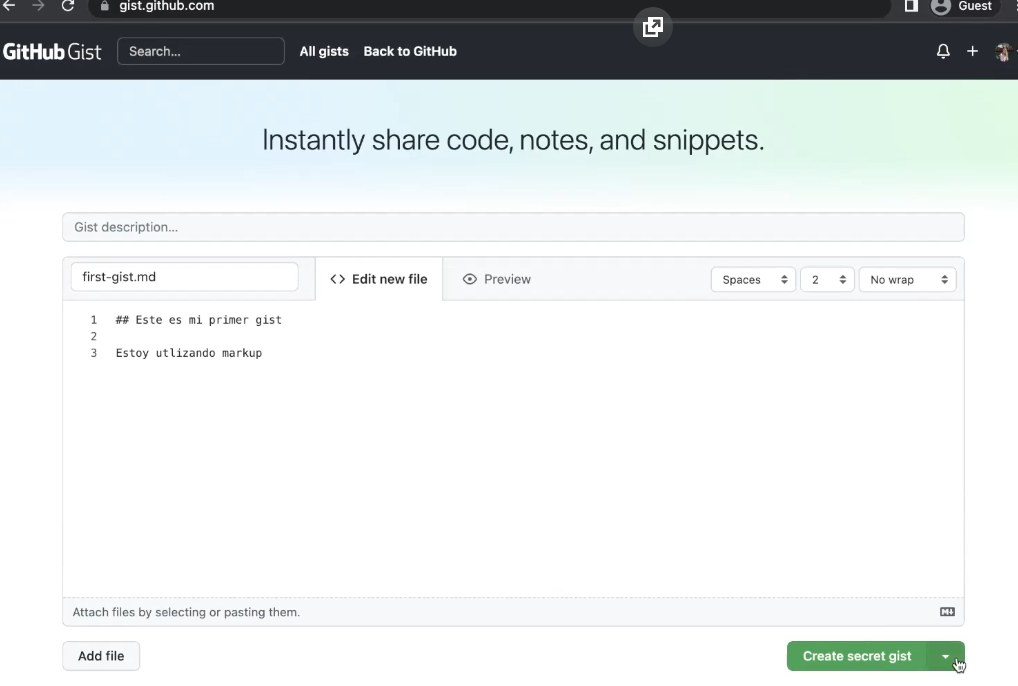 gist.github.com
Guest
GitHub Gist
Search...
All gists
Back to GitHub
Instantly share code, notes, and snippets.
Gist description...
first-gist.md
Edit new file
Preview
Spaces
2
No wrap
1 ## Este es mi primer gist
2
3 Estoy utlizando markup
Attach files by selecting or pasting them.
Add file
Create secret gist